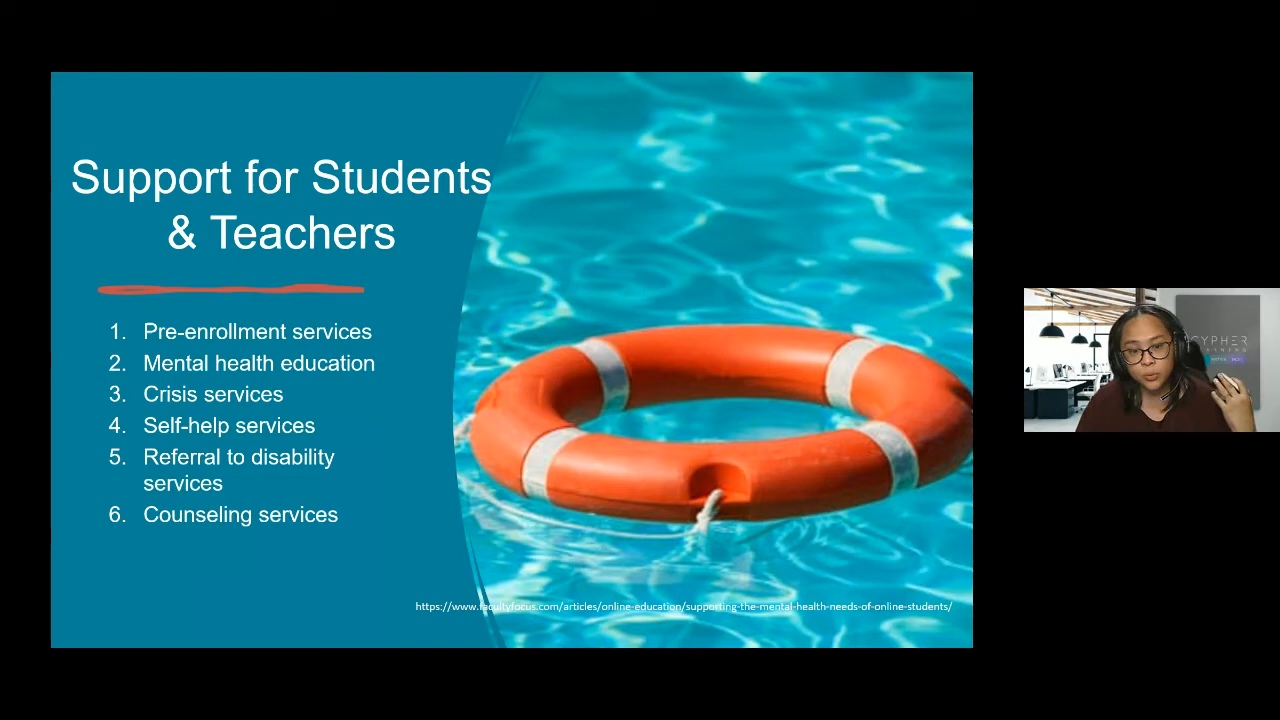 Support for Students
& Teachers
1. Pre-enrollment services
2. Mental health education
3. Crisis services
4. Self-help services
5. Referral to disability
services
6. Counseling services
https://www.facultyfocus.com/articles/online-education/supporting-the-mental-health-needs-of-online-students/
CYPHER